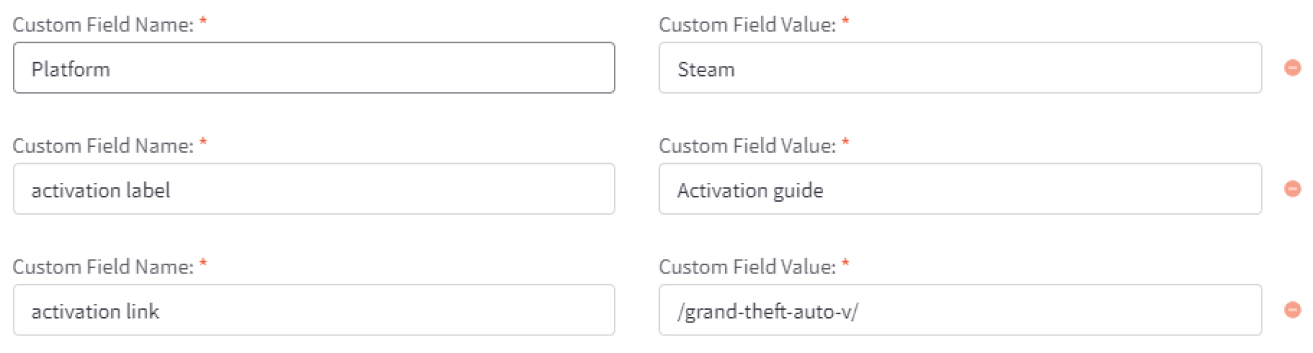 Custom Field Name: * Custom Field Value: *
Platform Steam
Custom Field Name: * Custom Field Value: *
activation label Activation guide
Custom Field Name: * Custom Field Value: *
activation link /grand-theft-auto-v/